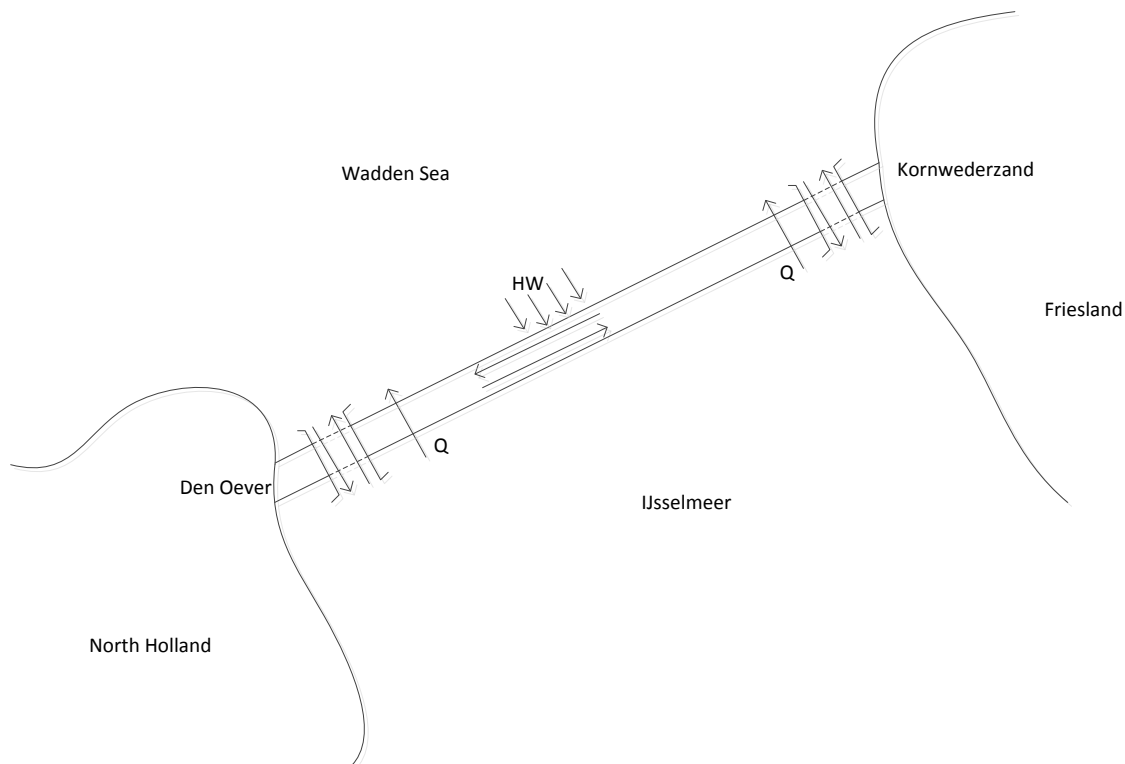 Kornwederzand
Wadden Sea
Q
HW
Friesland
Q
Den Oever
IJsselmeer
North Holland